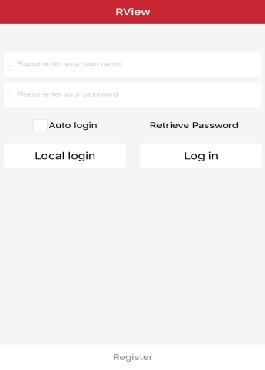 RView
Please enter your user name
Please enter your password
Auto login Retrieve Password
Local login Log in
Register